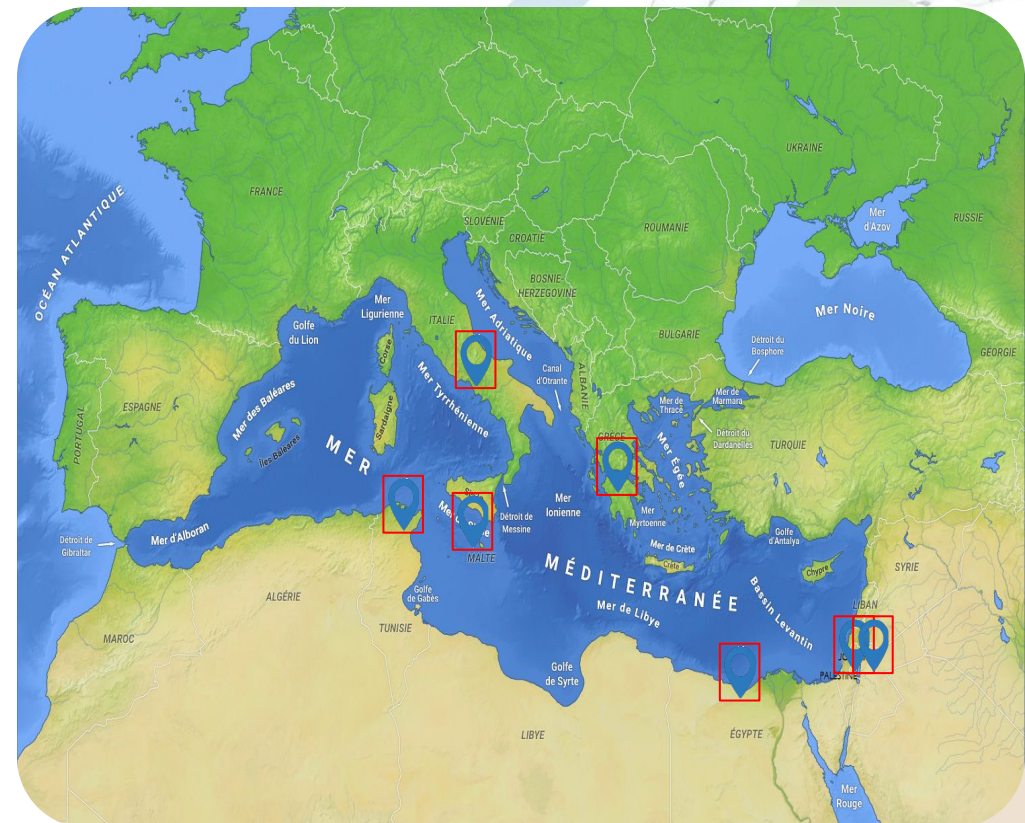 UKRAINE
OCÉAN ATLANTIQUE
FRANCE
Mer
d'Azov
RUSSIE
SLOVÉNIE
CROATIE
ROUMANIE
BOSNIE-
HERZEGOVINE
Mer
Ligurienne
Mer Adriatique
Mer Noire
ITALIE
Golfe
du Lion
BULGARIE
Détroit du
Bosphore
GÉORGIE
Corse
Canal
d'Otrante
ALBANIE
Mer Tyrrhénienne
Mer des Baléares
Sardaigne
Mer de
Thrace
Mer de
Marmara
ESPAGNE
PORTUGAL
Îles Baléares
GRÈCE
Mer Égée
Détroit du
Dardanelles
TURQUIE
MER
Mer
Ionienne
Mer
Myrtoenne
Détroit de
Messine
Mer d'Alboran
Détroit de
Gibraltar
Golfe
d'Antalya
Mer de Crète
MALTE
Crète
Chypre
SYRIE
MÉDITERRANÉE
Bassin Levantin
ALGÉRIE
Golfe
de Gabès
Mer de Libye
LIBAN
TUNISIE
MAROC
Golfe
de Syrte
PALESTINE
LIBYE
ÉGYPTE
Mer
Rouge